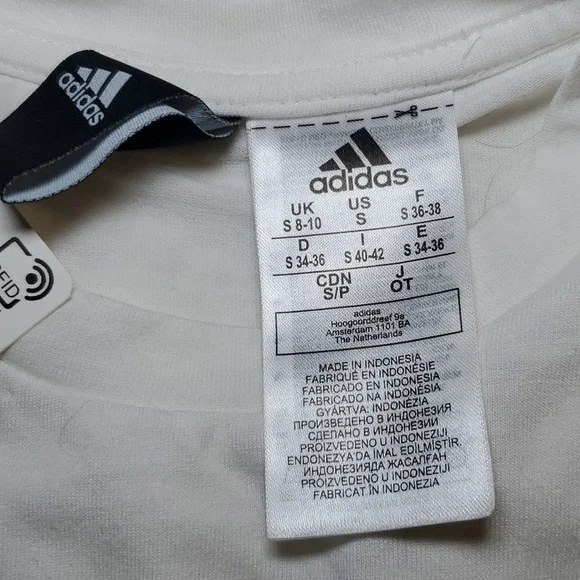 adidas
adidas
UK US F
S 8-10 S S 36-38
D I E
S 34-36 S 40-42 S 34-36
CDN J
S/P OT
adidas
Hoogoorddreef 9a
Amsterdam 1101 BA
The Netherlands
MADE IN INDONESIA
FABRIQUÉ EN INDONÉSIE
FABRICADO EN INDONESIA
FABRICADO NA INDONÉSIA
GYÁRTVA: INDONÉZIA
ПРОИЗВЕДЕНО В ИНДОНЕЗИЯ
СДЕЛАНО В ИНДОНЕЗИИ
PROIZVEDENO U INDONEZIJI
ENDONEZYA'DA IMAL EDİLMİŞTİR
ИНДОНЕЗИЯДА ЖАСАЛҒАН
PROIZVEDENO U INDONEZIJI
FABRICAT ÎN INDONEZIA
RFID